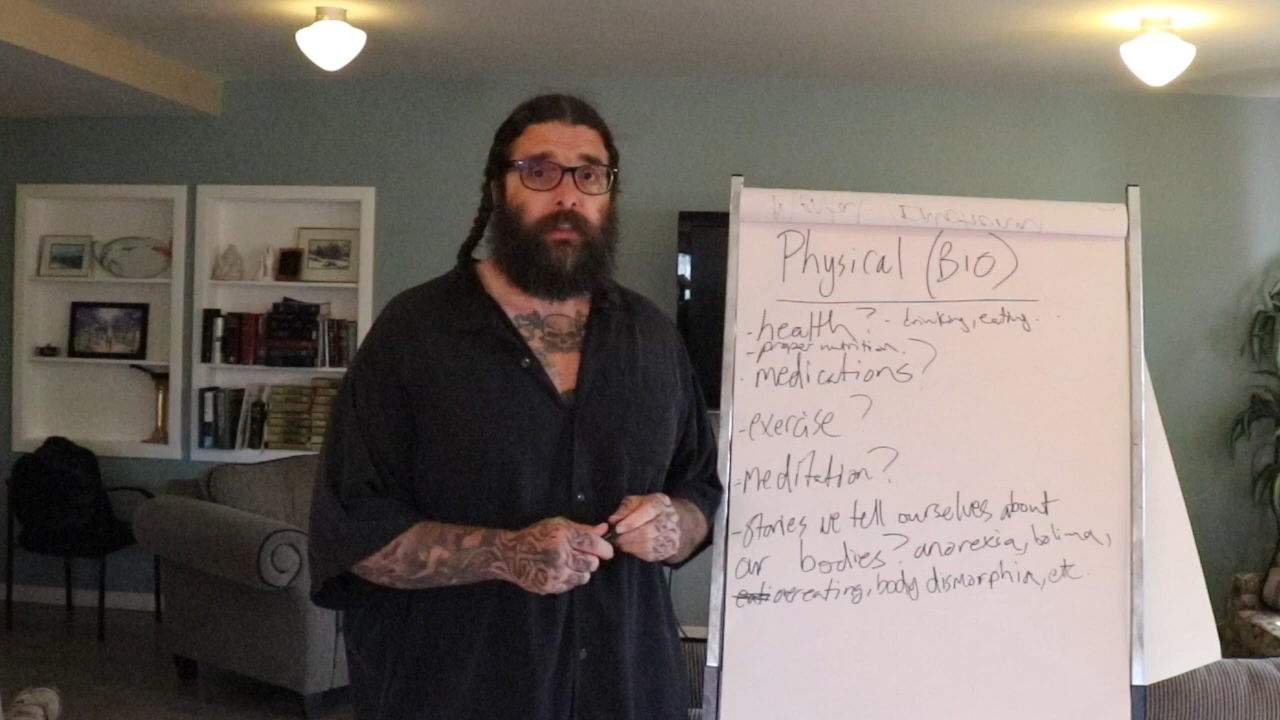 Physical (Bio)
- health? - drinking, eating...
- proper nutrition.
- medications?
- exercise?
- meditation?
- stories we tell ourselves about
our bodies? anorexia, bolima,
overeating, body dismorphia, etc.